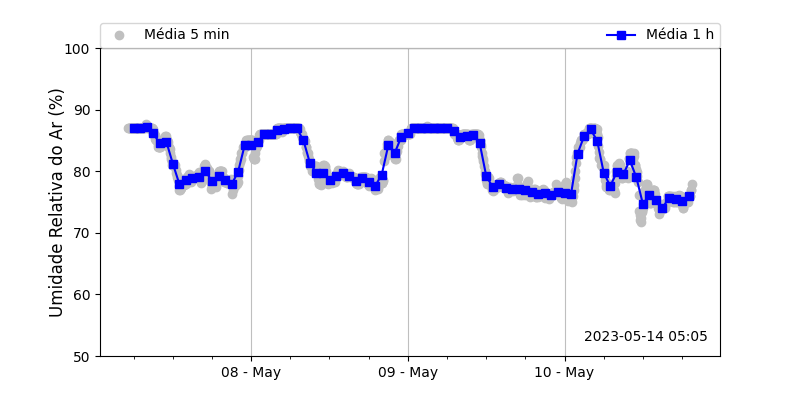 Média 5 min
Média 1 h
Umidade Relativa do Ar (%)
100
90
80
70
60
50
08 - May
09 - May
10 - May
2023-05-14 05:05